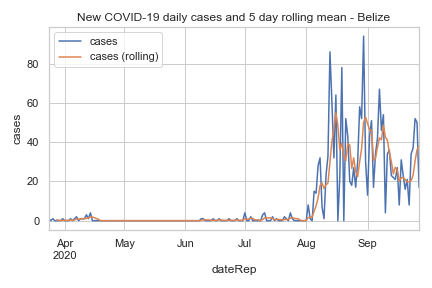 New COVID-19 daily cases and 5 day rolling mean - Belize
cases
cases (rolling)
80
60
40
20
0
cases
Apr
2020
May
Jun
Jul
Aug
Sep
dateRep